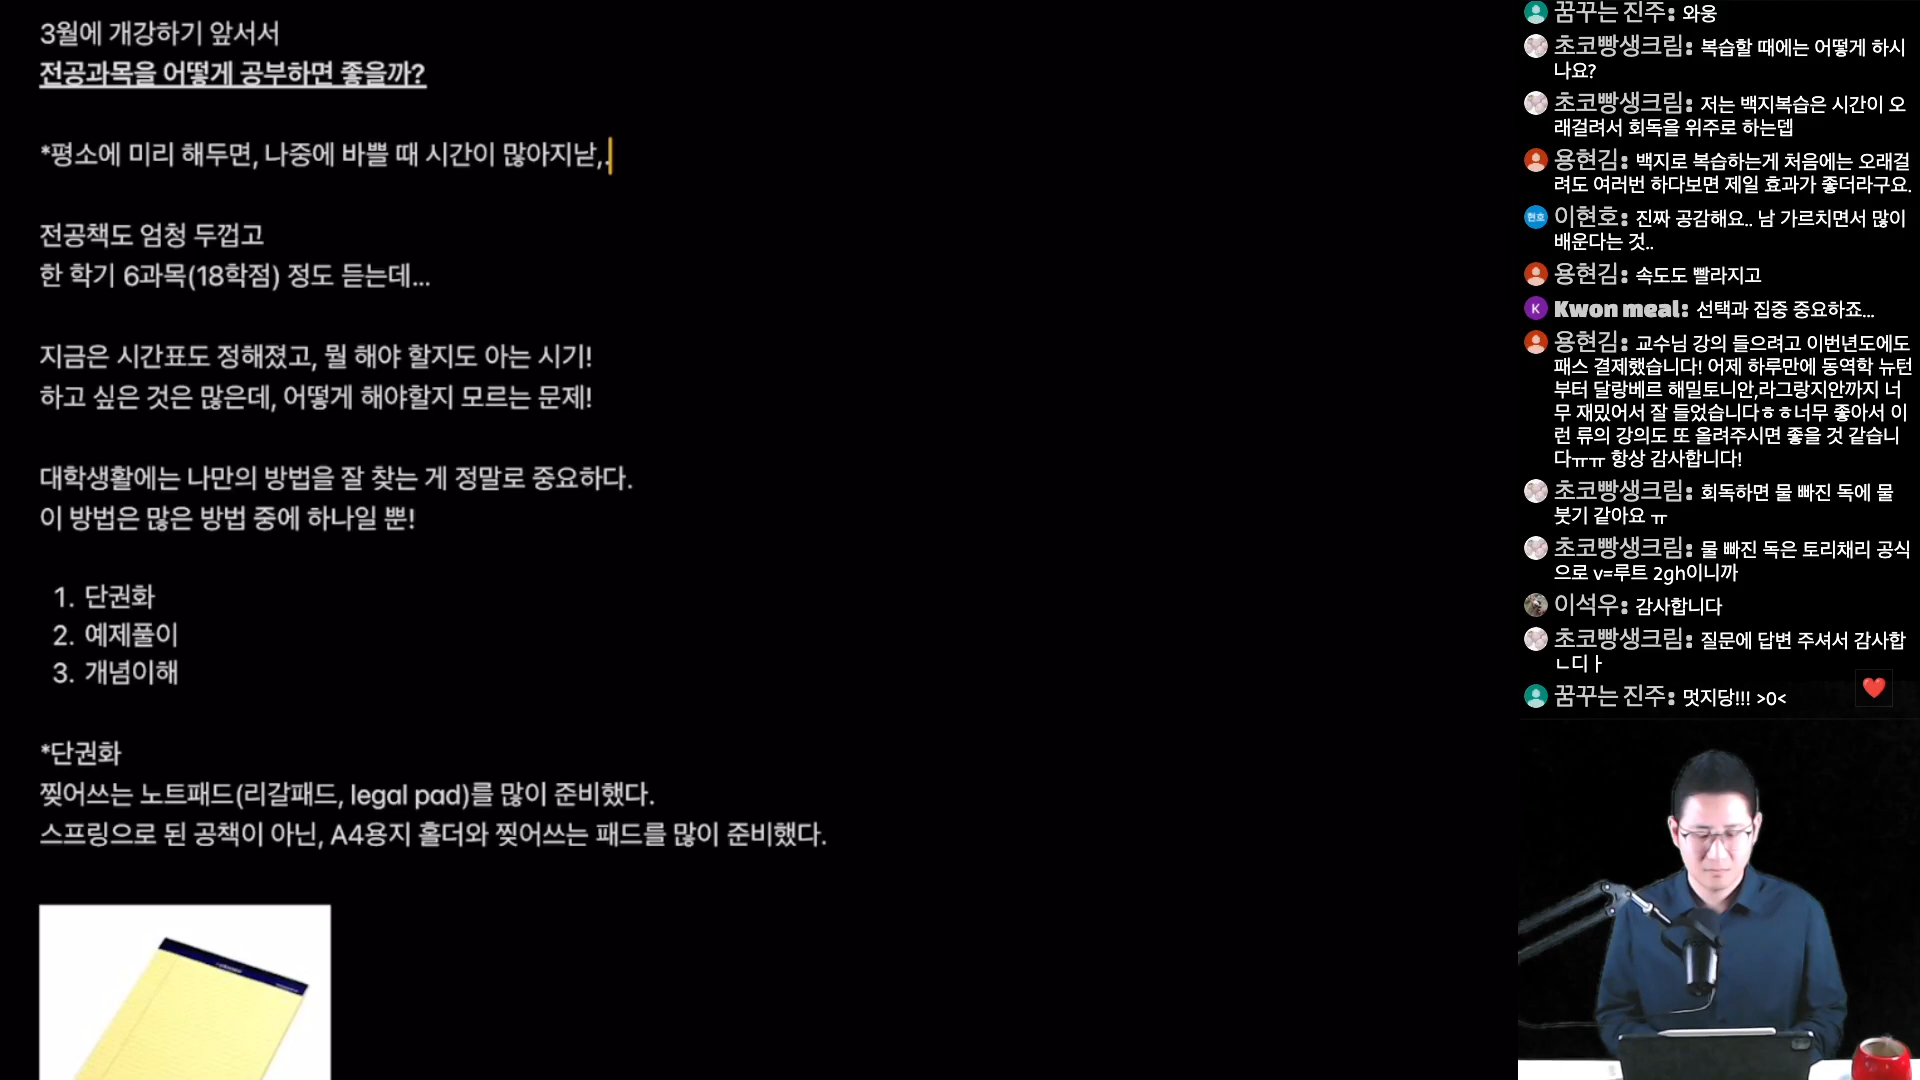 3월에 개강하기 앞서서
전공과목을 어떻게 공부하면 좋을까?
*평소에 미리 해두면, 나중에 바쁠 때 시간이 많아지낟,.
전공책도 엄청 두껍고
한 학기 6과목(18학점) 정도 듣는데...
지금은 시간표도 정해졌고, 뭘 해야 할지도 아는 시기!
하고 싶은 것은 많은데, 어떻게 해야할지 모르는 문제!
대학생활에는 나만의 방법을 잘 찾는 게 정말로 중요하다.
이 방법은 많은 방법 중에 하나일 뿐!
1. 단권화
2. 예제풀이
3. 개념이해
*단권화
찢어쓰는 노트패드(리갈패드, legal pad)를 많이 준비했다.
스프링으로 된 공책이 아닌, A4용지 홀더와 찢어쓰는 패드를 많이 준비했다.
꿈꾸는 진주: 와웅
초코빵생크림: 복습할 때에는 어떻게 하시
나요?
초코빵생크림: 저는 백지복습은 시간이 오
래걸려서 회독을 위주로 하는뎁
용현김: 백지로 복습하는게 처음에는 오래걸
려도 여러번 하다보면 제일 효과가 좋더라구요.
현호 이현호: 진짜 공감해요.. 남 가르치면서 많이
배운다는 것..
용현김: 속도도 빨라지고
K Kwon meal: 선택과 집중 중요하죠...
용현김: 교수님 강의 들으려고 이번년도에도
패스 결제했습니다! 어제 하루만에 동역학 뉴턴
부터 달랑베르 해밀토니안,라그랑지안까지 너
무 재밌어서 잘 들었습니다ㅎㅎ너무 좋아서 이
런 류의 강의도 또 올려주시면 좋을 것 같습니
다ㅠㅠ 항상 감사합니다!
초코빵생크림: 회독하면 물 빠진 독에 물
붓기 같아요 ㅠ
초코빵생크림: 물 빠진 독은 토리채리 공식
으로 v=루트 2gh이니까
이석우: 감사합니다
초코빵생크림: 질문에 답변 주셔서 감사합
ㄴ디ㅏ
꿈꾸는 진주: 멋지당!!! >0<